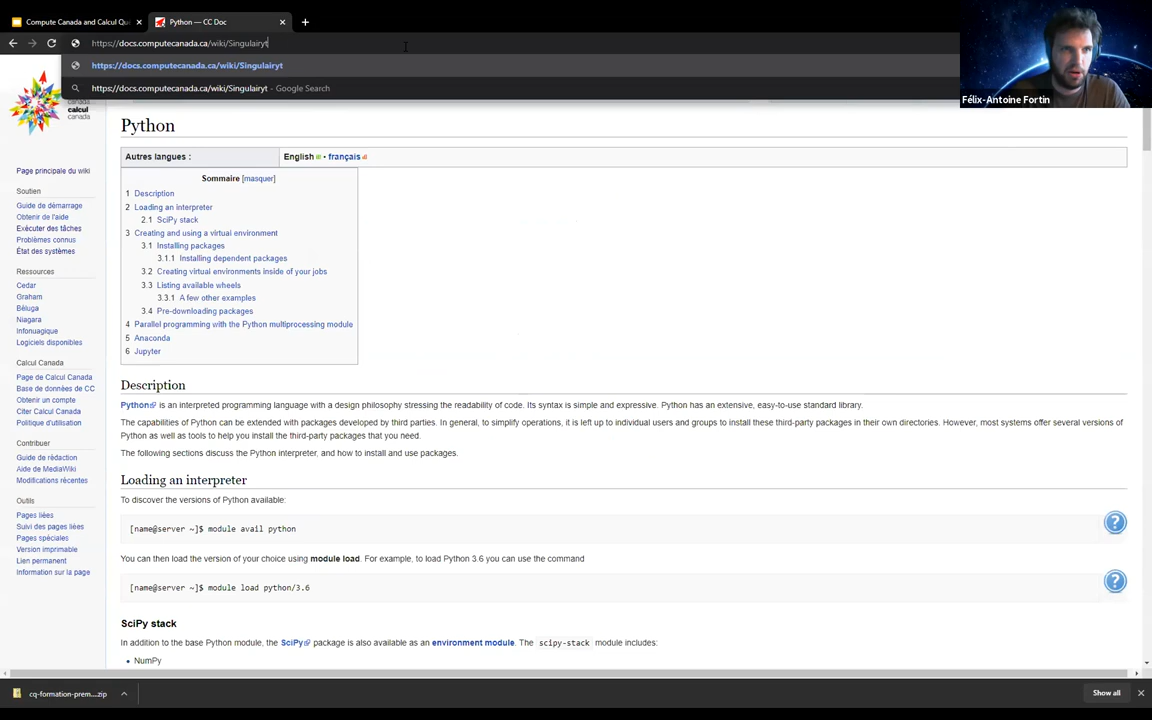 Compute Canada and Calcul Qu
Python — CC Doc
https://docs.computecanada.ca/wiki/Singulairyt
https://docs.computecanada.ca/wiki/Singulairyt
https://docs.computecanada.ca/wiki/Singulairyt - Google Search
Félix-Antoine Fortin
calcul
canada
Page principale du wiki
Soutien
Guide de démarrage
Obtenir de l'aide
Exécuter des tâches
Problèmes connus
État des systèmes
Ressources
Cedar
Graham
Béluga
Niagara
Infonuagique
Logiciels disponibles
Calcul Canada
Page de Calcul Canada
Base de données de CC
Obtenir un compte
Citer Calcul Canada
Politique d'utilisation
Contribuer
Guide de rédaction
Aide de MediaWiki
Modifications récentes
Outils
Pages liées
Suivi des pages liées
Pages spéciales
Version imprimable
Lien permanent
Information sur la page
Python
Autres langues :
English • français
Sommaire [masquer]
1 Description
2 Loading an interpreter
2.1 SciPy stack
3 Creating and using a virtual environment
3.1 Installing packages
3.1.1 Installing dependent packages
3.2 Creating virtual environments inside of your jobs
3.3 Listing available wheels
3.3.1 A few other examples
3.4 Pre-downloading packages
4 Parallel programming with the Python multiprocessing module
5 Anaconda
6 Jupyter
Description
Python is an interpreted programming language with a design philosophy stressing the readability of code. Its syntax is simple and expressive. Python has an extensive, easy-to-use standard library.
The capabilities of Python can be extended with packages developed by third parties. In general, to simplify operations, it is left up to individual users and groups to install these third-party packages in their own directories. However, most systems offer several versions of
Python as well as tools to help you install the third-party packages that you need.
The following sections discuss the Python interpreter, and how to install and use packages.
Loading an interpreter
To discover the versions of Python available:
[name@server ~]$ module avail python
?
You can then load the version of your choice using module load. For example, to load Python 3.6 you can use the command
[name@server ~]$ module load python/3.6
?
SciPy stack
In addition to the base Python module, the SciPy package is also available as an environment module. The scipy-stack module includes:
• NumPy
cq-formation-prem....zip
Show all